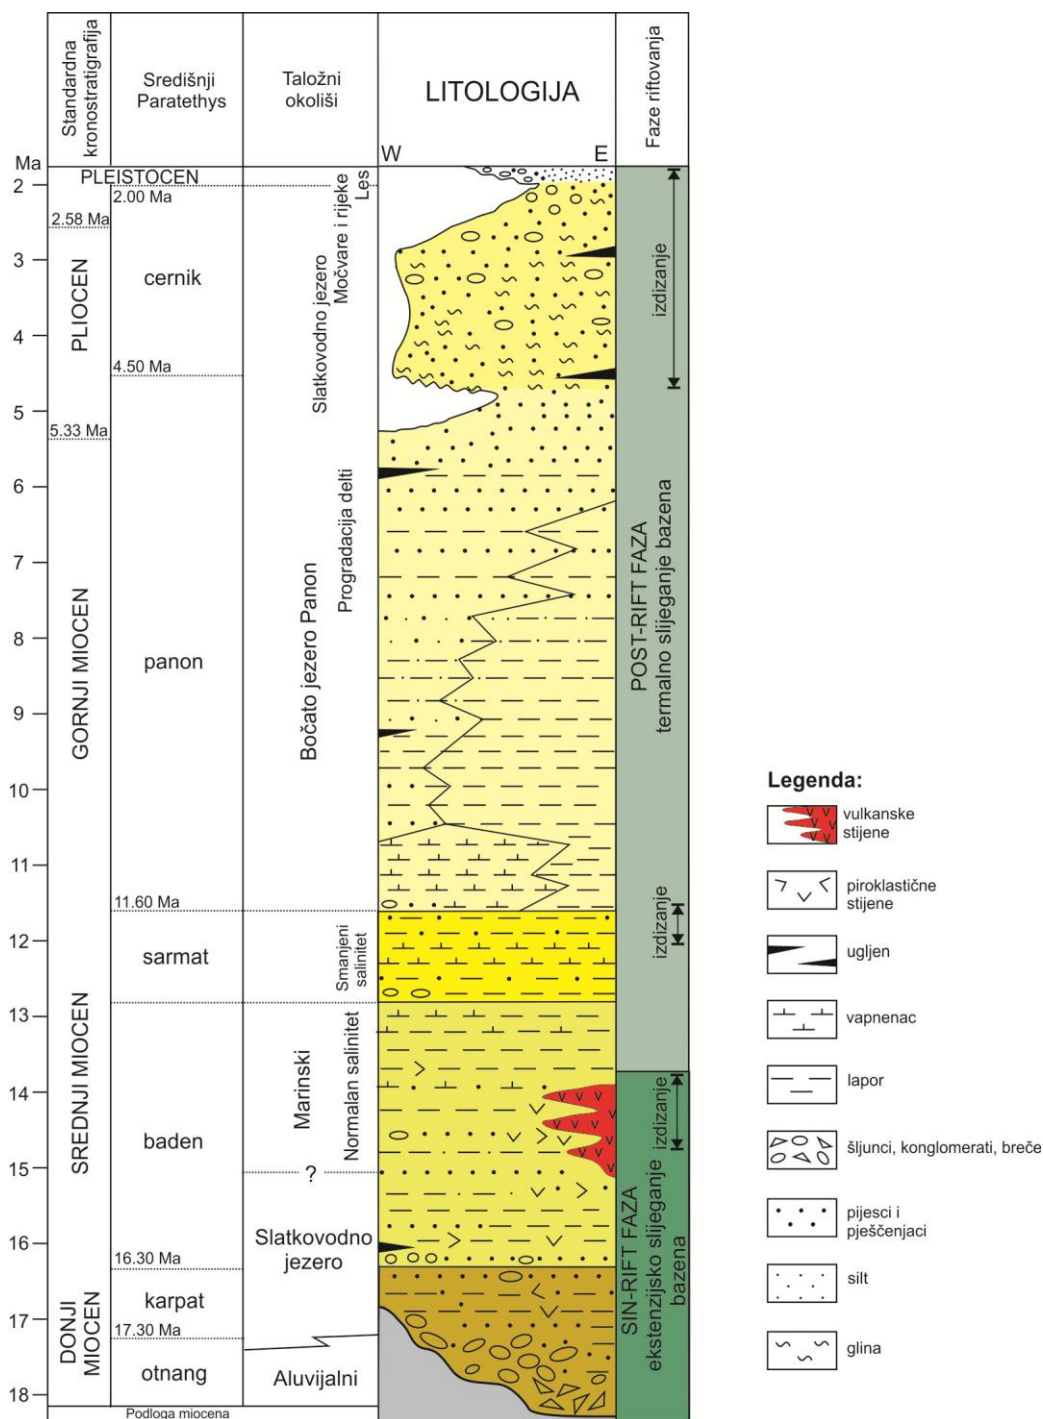 Standardna
kronostratigrafija
Središnji
Paratethys
Taložni
okoliši
LITOLOGIJA
W
E
Faze riftovanja
Ma
2
3
4
5
6
7
8
9
10
11
12
13
14
15
16
17
18
PLEISTOCEN
2.58 Ma
PLIOCEN
5.33 Ma
GORNJI MIOCEN
SREDNJI MIOCEN
DONJI
MIOCEN
2.00 Ma
cernik
4.50 Ma
panon
11.60 Ma
sarmat
baden
16.30 Ma
karpat
17.30 Ma
otnang
Podloga miocena
Les
Močvare i rijeke
Slatkovodno jezero
Progradacija delti
Bočato jezero Panon
Smanjeni
salinitet
Marinski
Normalan salinitet
?
Slatkovodno
jezero
Aluvijalni
izdizanje
POST-RIFT FAZA
termalno slijeganje bazena
izdizanje
izdizanje
SIN-RIFT FAZA
ekstenzijsko slijeganje
bazena
Legenda:
vulkanske
stijene
piroklastične
stijene
ugljen
vapnenac
lapor
šljunci, konglomerati, breče
pijesci i
pješčenjaci
silt
glina